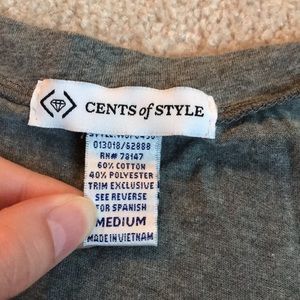 CENTS of STYLE
013018/62888
RN# 78147
60% COTTON
40% POLYESTER
TRIM EXCLUSIVE
SEE REVERSE
FOR SPANISH
MEDIUM
MADE IN VIETNAM